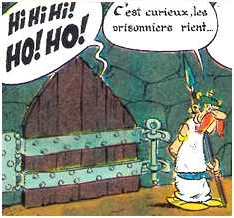 Hi Hi Hi!
HO! HO!
C'est curieux, les
prisonniers rient...